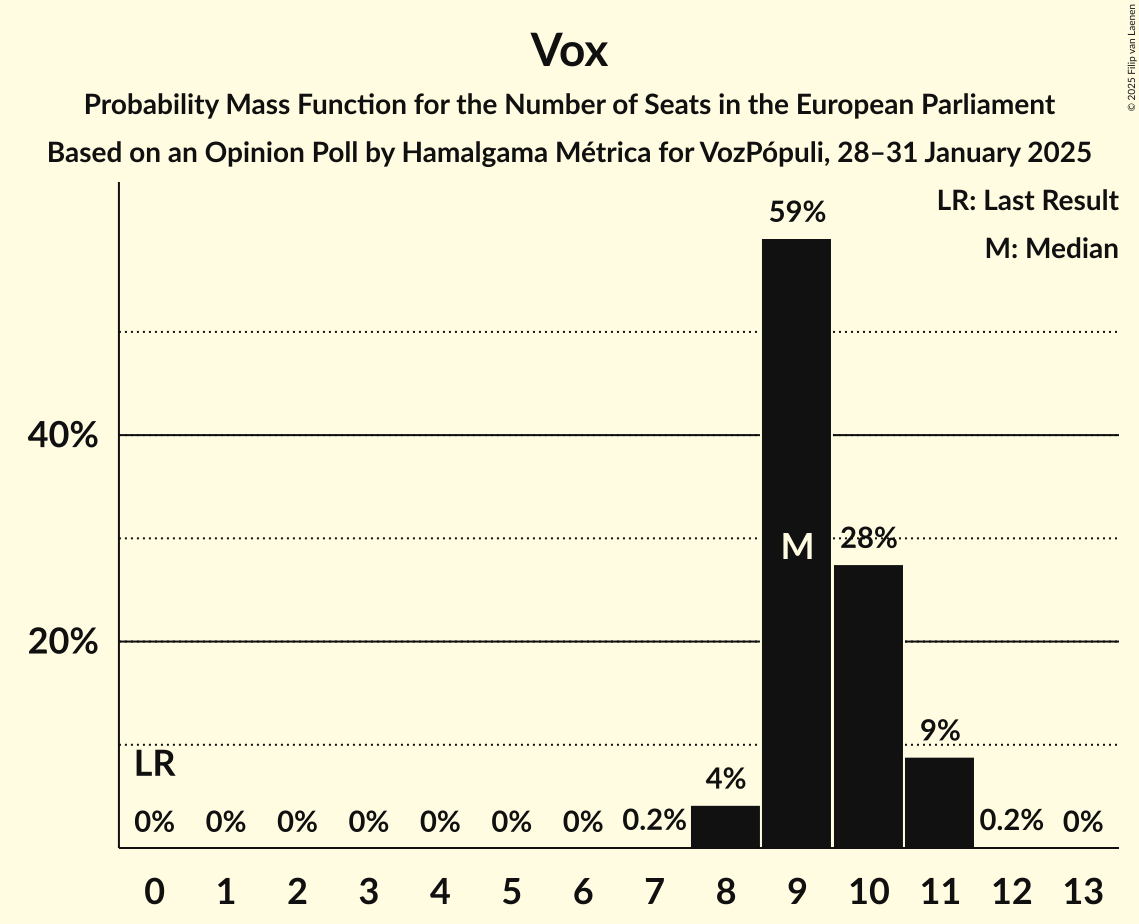 Vox
Probability Mass Function for the Number of Seats in the European Parliament
Based on an Opinion Poll by Hamalgama Métrica for VozPópuli, 28–31 January 2025
© 2025 Filip van Laenen
LR: Last Result
M: Median
59%
40%
M
28%
20%
9%
LR
4%
0% 0% 0% 0% 0% 0% 0% 0.2% 0.2% 0%
0 1 2 3 4 5 6 7 8 9 10 11 12 13